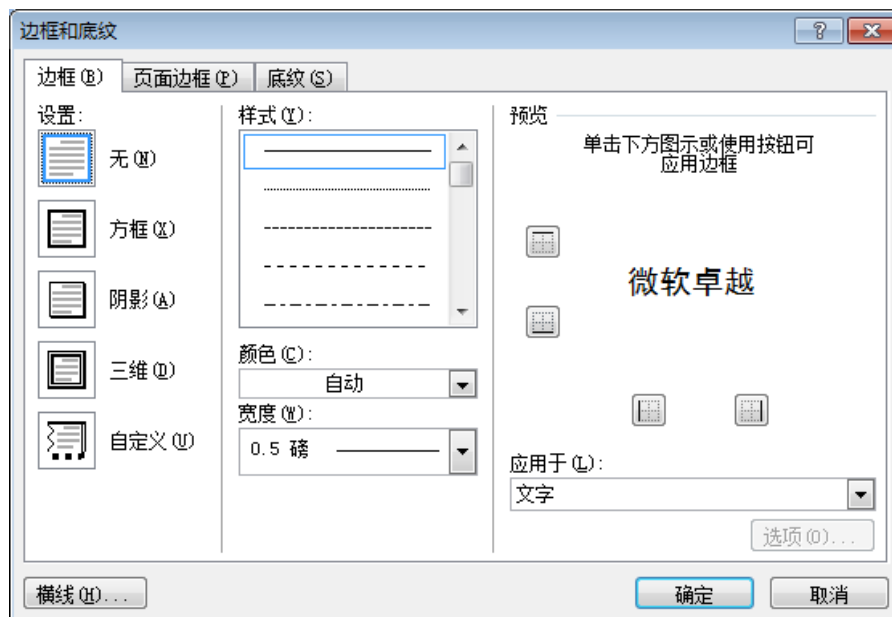 边框和底纹
边框(B) 页面边框(P) 底纹(S)
设置:
无(N)
方框(X)
阴影(A)
三维(D)
自定义(U)
样式(Y):
颜色(C):
自动
宽度(W):
0.5 磅
预览
单击下方图示或使用按钮可
应用边框
微软卓越
应用于(L):
文字
选项(O)...
横线(H)...
确定
取消